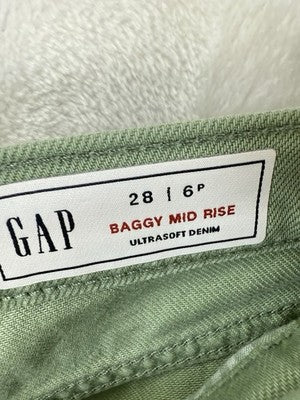 GAP
28 | 6P
BAGGY MID RISE
ULTRASOFT DENIM